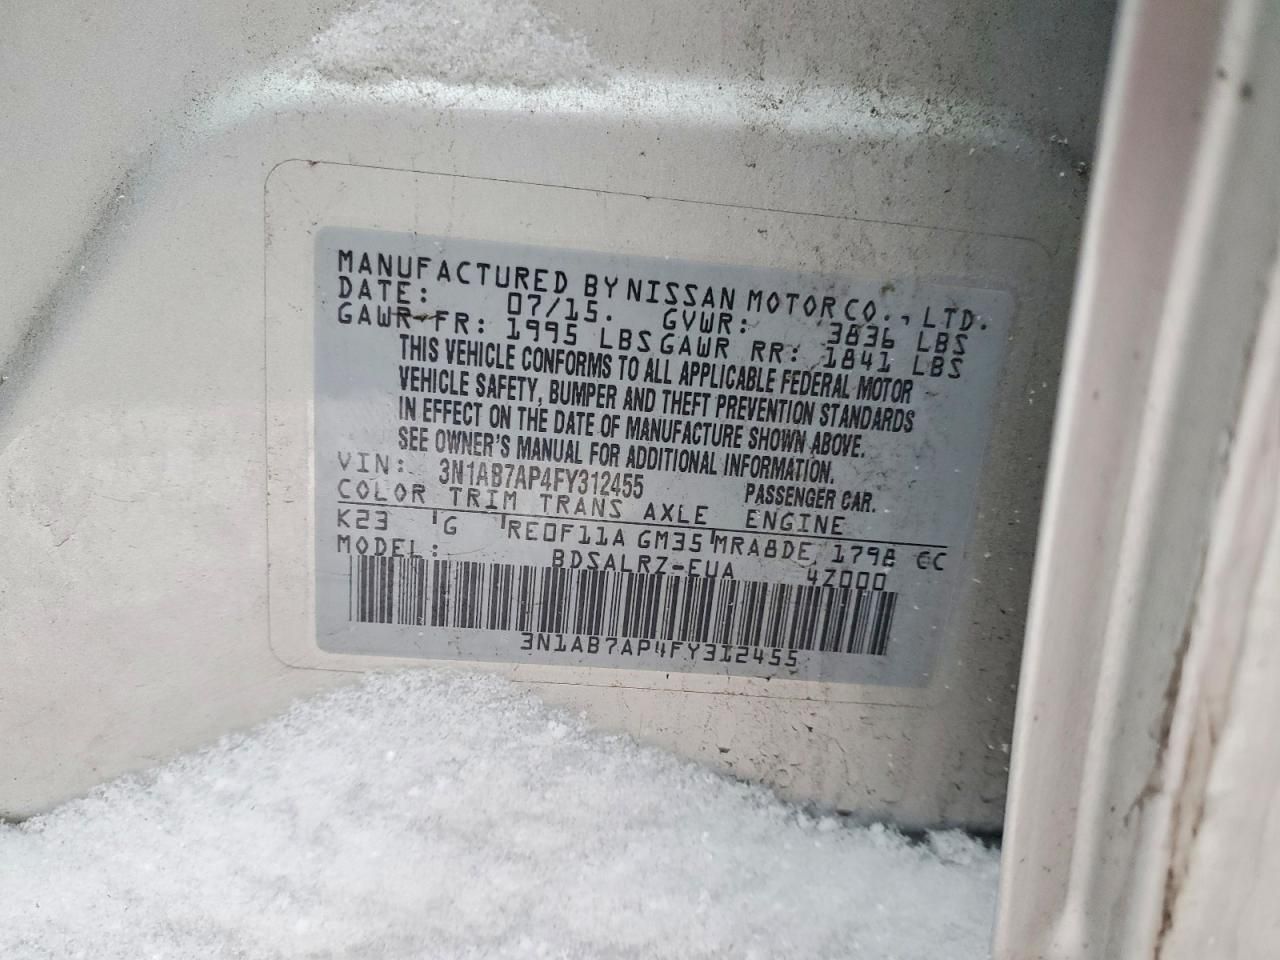 MANUFACTURED BY NISSAN MOTOR CO., LTD.
DATE: 07/15. GVWR: 3836 LBS
GAWR FR: 1995 LBS GAWR RR: 1841 LBS
THIS VEHICLE CONFORMS TO ALL APPLICABLE FEDERAL MOTOR
VEHICLE SAFETY, BUMPER AND THEFT PREVENTION STANDARDS
IN EFFECT ON THE DATE OF MANUFACTURE SHOWN ABOVE.
SEE OWNER'S MANUAL FOR ADDITIONAL INFORMATION.
VIN: 3N1AB7AP4FY312455 PASSENGER CAR.
COLOR TRIM TRANS AXLE ENGINE
K23 G RE0F11A GM35 MRA8DE 1798 CC
MODEL: BDSALRZ-EUA 4Z000
3N1AB7AP4FY312455